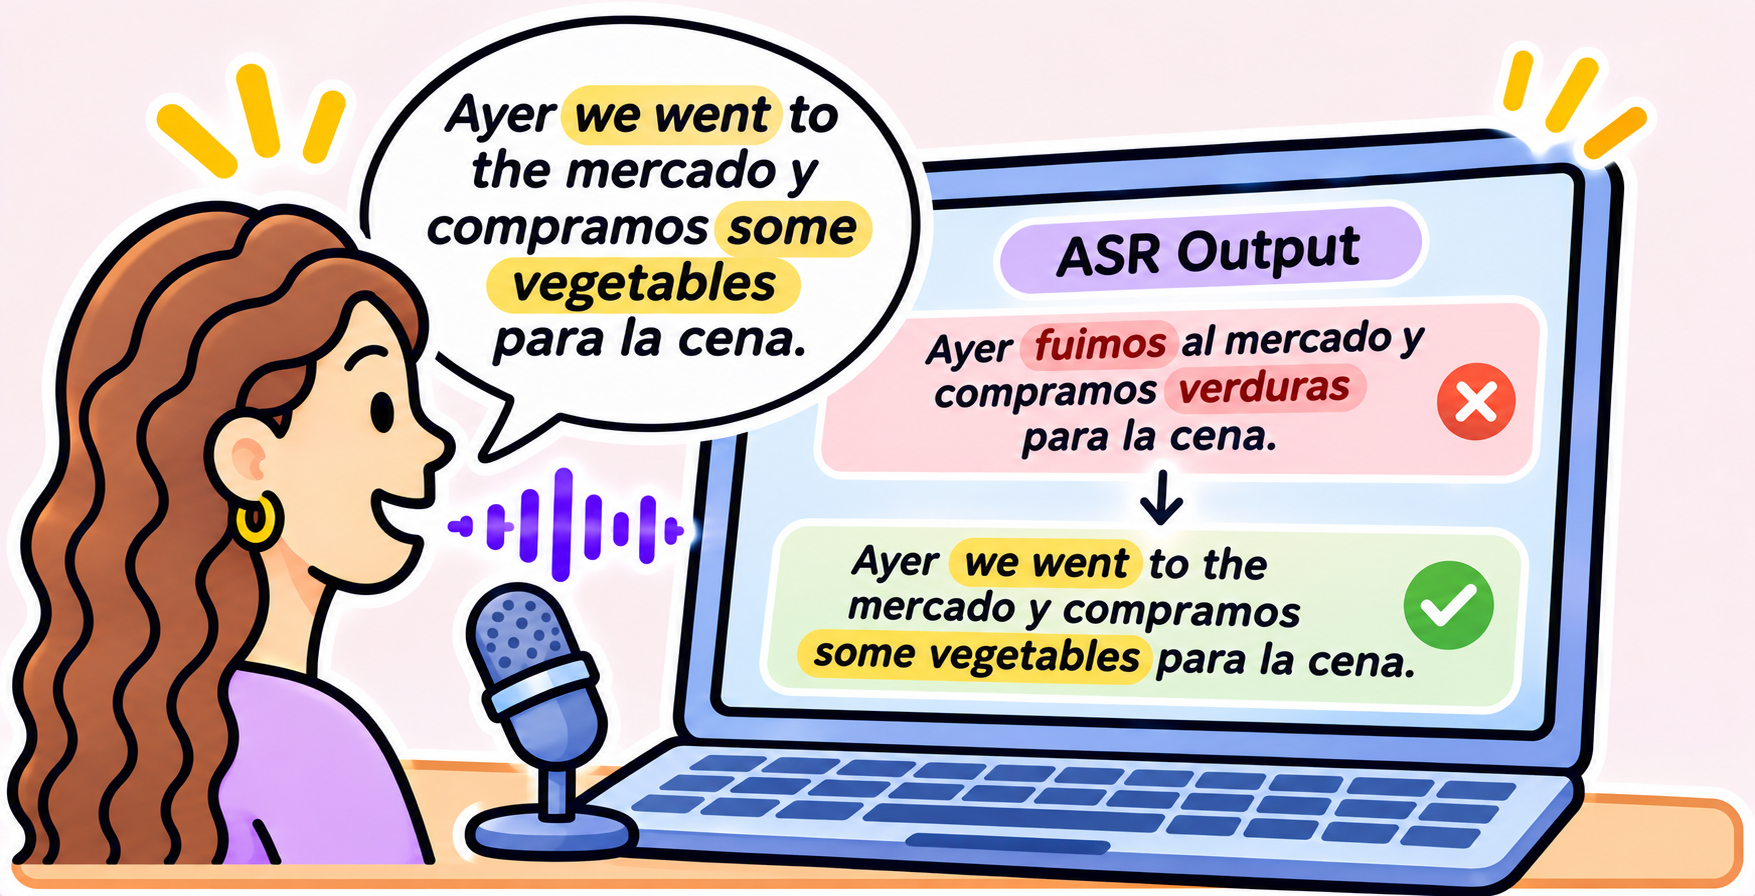 Ayer we went to
the mercado y
compramos some
vegetables
para la cena.
ASR Output
Ayer fuimos al mercado y
compramos verduras
para la cena.
Ayer we went to the
mercado y compramos
some vegetables para la cena.